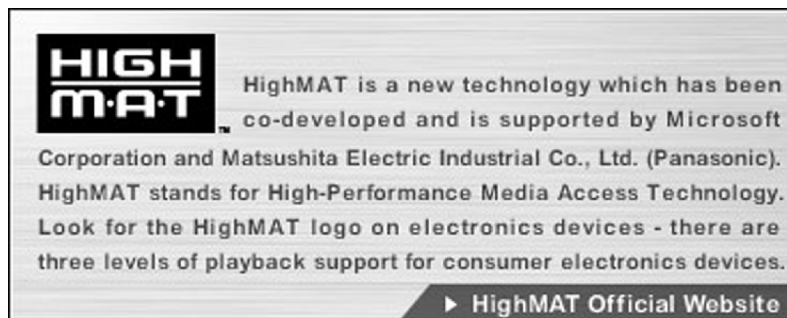 HIGH
M·A·T
™
HighMAT is a new technology which has been
co-developed and is supported by Microsoft
Corporation and Matsushita Electric Industrial Co., Ltd. (Panasonic).
HighMAT stands for High-Performance Media Access Technology.
Look for the HighMAT logo on electronics devices - there are
three levels of playback support for consumer electronics devices.
HighMAT Official Website